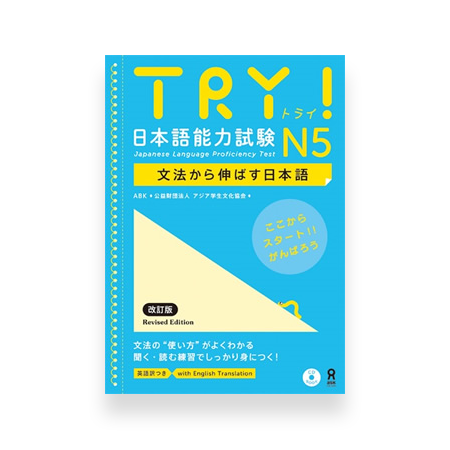 TRY!
トライ
日本語能力試験 N5
Japanese Language Proficiency Test
文法から伸ばす日本語
ABK ◆ 公益財団法人 アジア学生文化協会 ◆
ここから
スタート!!
がんばろう
改訂版
Revised Edition
文法の“使い方”がよくわかる
聞く・読む練習でしっかり身につく!
英語訳つき with English Translation
CD